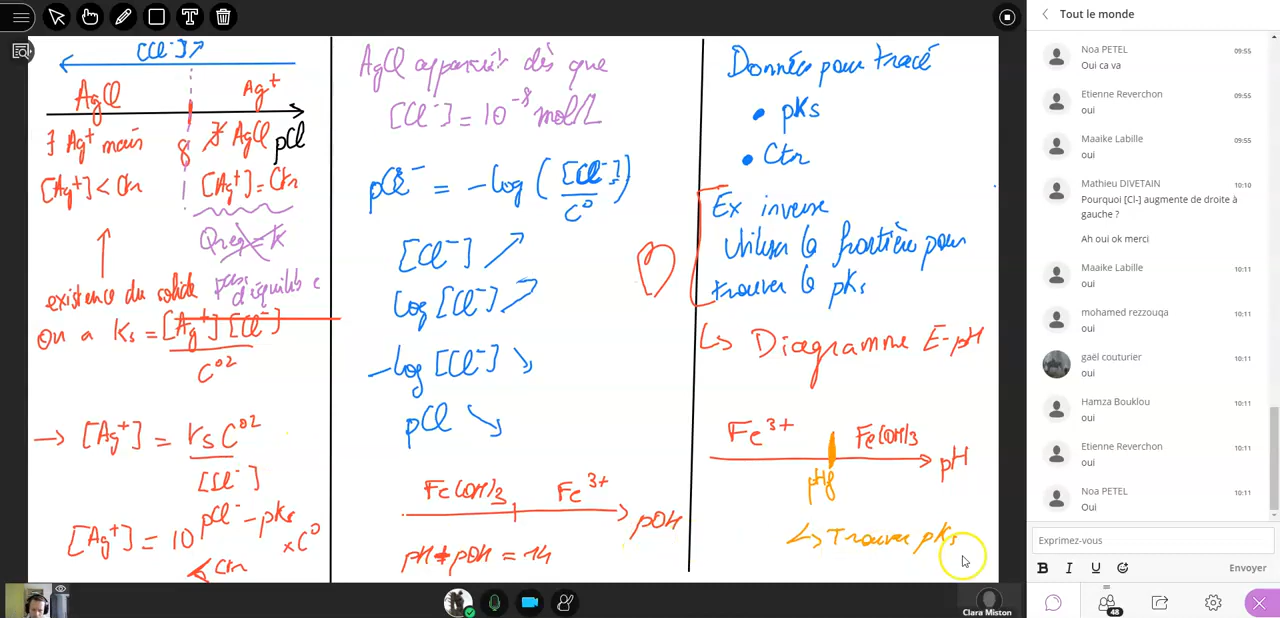 [Cl⁻]↗
AgCl
Ag⁺
pCl
∃ Ag⁺ mais
8
∄ AgCl
[Ag⁺] < Ctr
[Ag⁺] = Ctr
Qreq = K
pas d'équilibre
existence du solide
On a Ks = [Ag⁺][Cl⁻]
C°²
→ [Ag⁺] = Ks C°²
[Cl⁻]
[Ag⁺] = 10^(pCl⁻ - pKs) × C°
< Ctr
AgCl apparaît dès que
[Cl⁻] = 10⁻⁸ mol/L
pCl⁻ = -log ( [Cl⁻] )
C°
[Cl⁻] ↗
log [Cl⁻] ↗
-log [Cl⁻] ↘
pCl ↘
Fe(OH)3
Fe³⁺
pOH
pH + pOH = 14
Données pour tracé
• pKs
• Ctr
Ex inverse
Utiliser la frontière pour
trouver le pKs
↳ Diagramme E-pH
Fe³⁺
Fe(OH)3
pH
↳ Trouver pKs
Tout le monde
Noa PETEL 09:55
Oui ca va
Etienne Reverchon 09:55
oui
Maaike Labille 09:55
oui
Mathieu DIVETAIN 10:10
Pourquoi [Cl-] augmente de droite à
gauche ?
Ah oui ok merci
Maaike Labille 10:11
oui
mohamed rezzouqa 10:11
oui
gaël couturier 10:11
oui
Hamza Bouklou 10:11
oui
Etienne Reverchon 10:11
oui
Noa PETEL 10:11
Oui
Exprimez-vous
B I U
Envoyer
48
Clara Miston